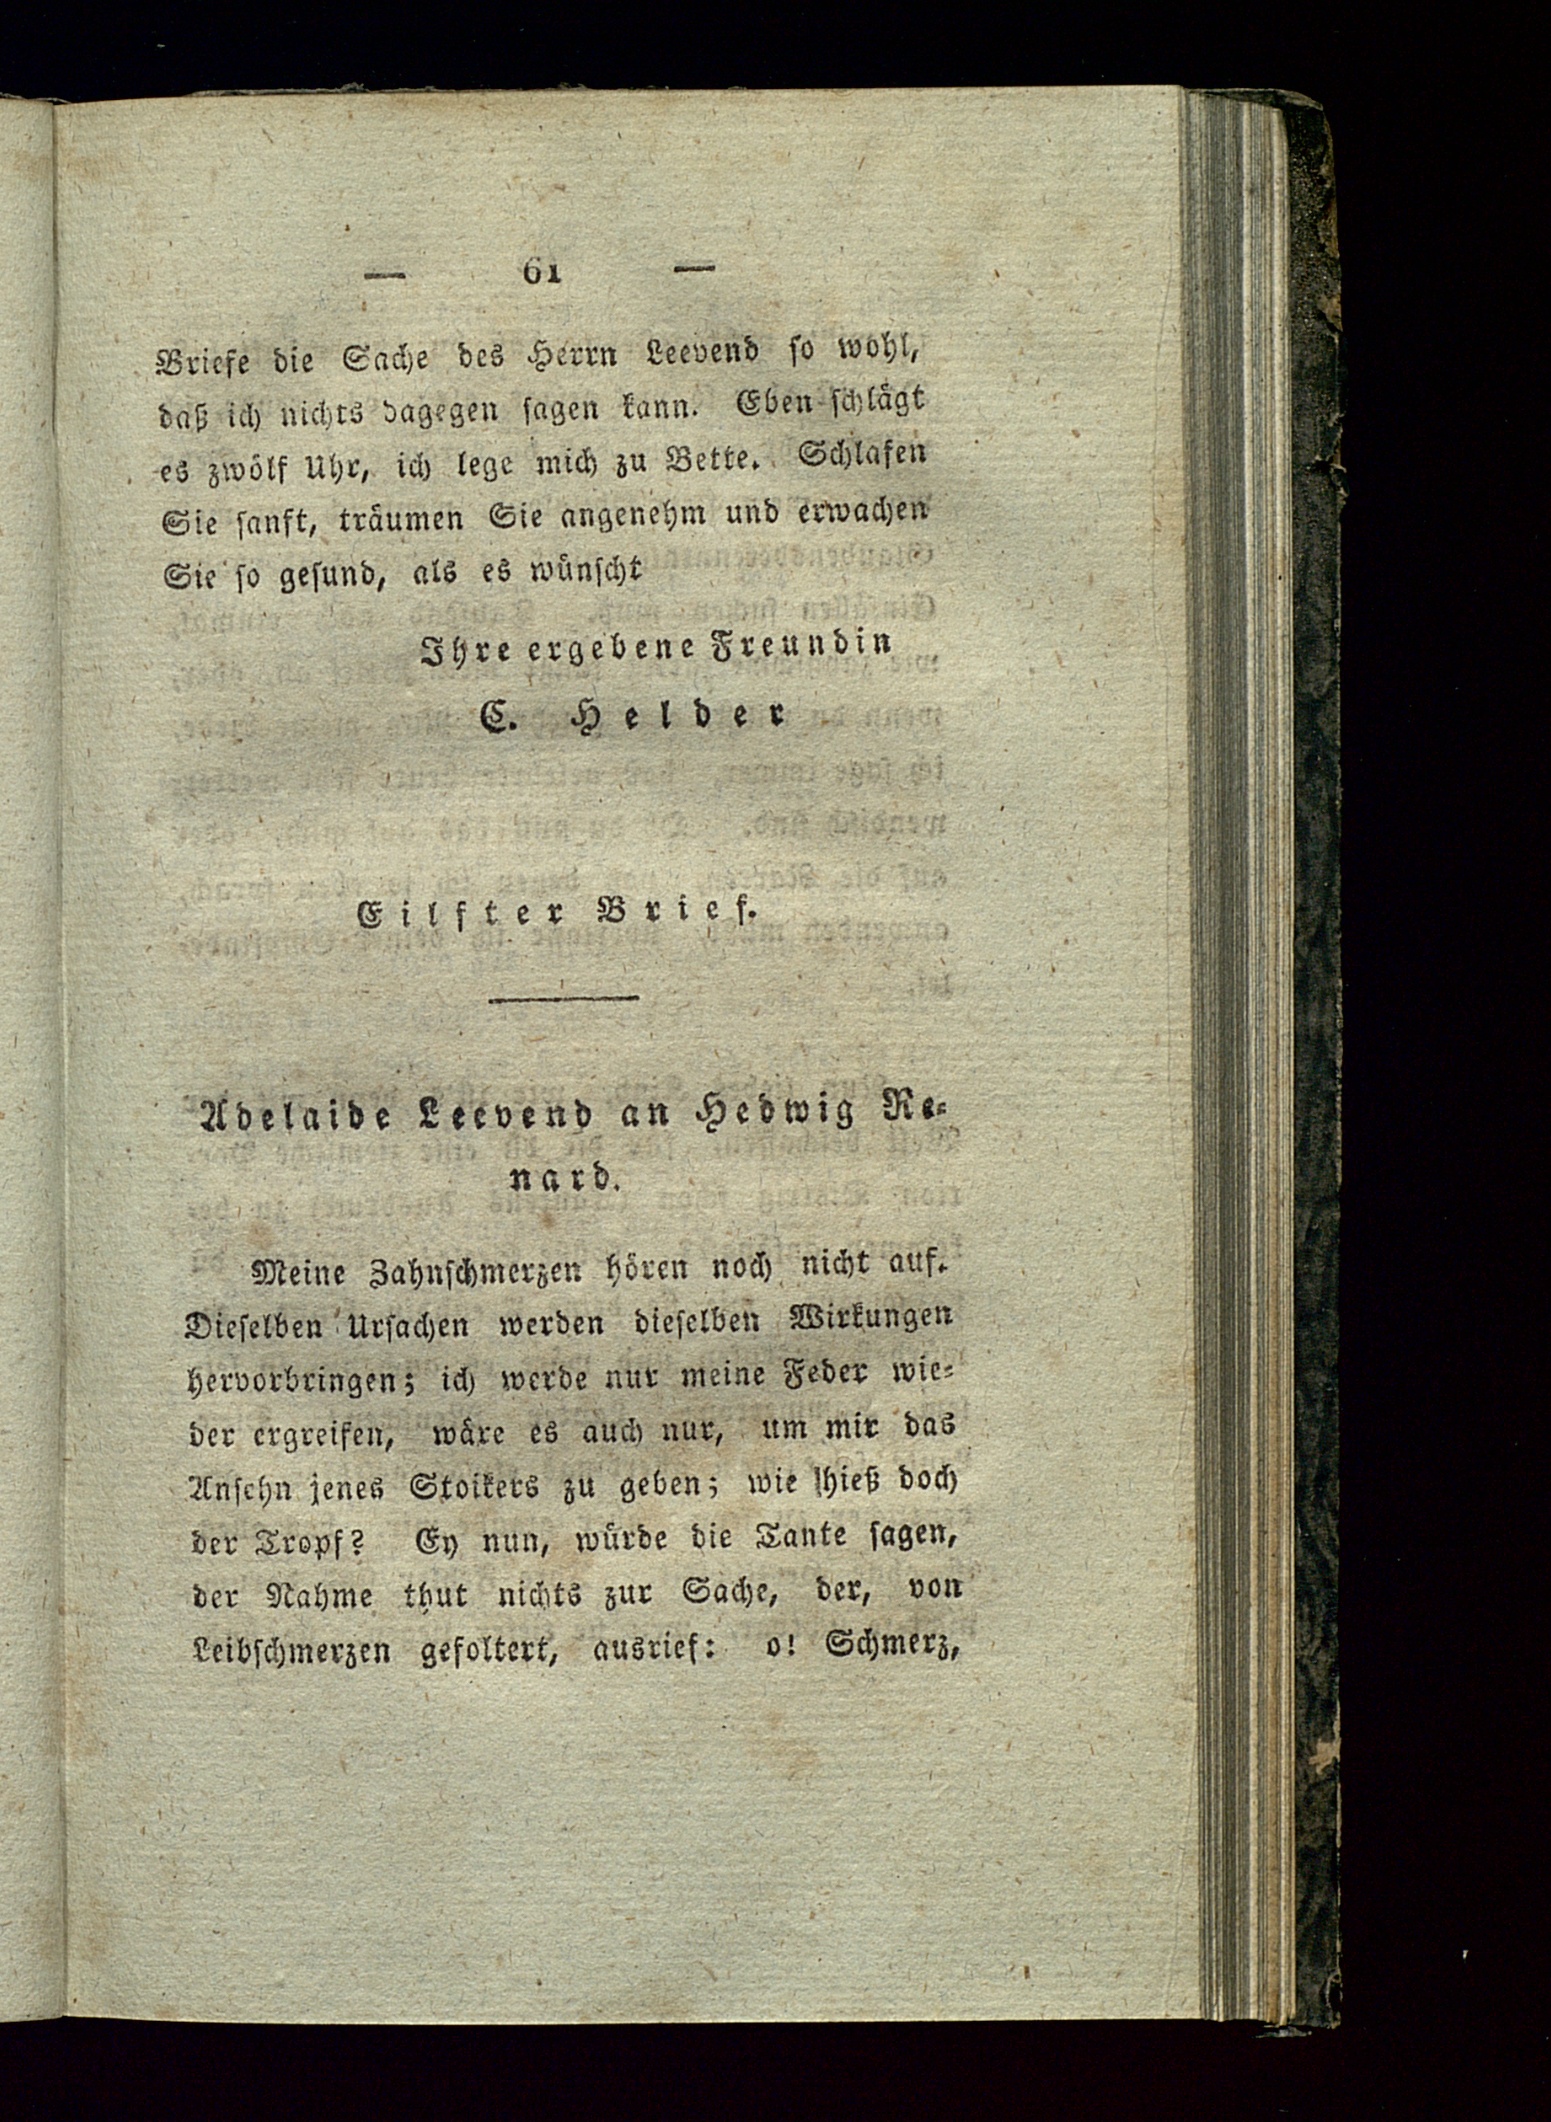 — 61 —
Briefe die Sache des Herrn Leevend so wohl,
daß ich nichts dagegen sagen kann. Eben schlägt
es zwölf Uhr, ich lege mich zu Bette. Schlafen
Sie sanft, träumen Sie angenehm und erwachen
Sie so gesund, als es wünscht
Ihre ergebene Freundin
C. Helder
Eilfter Brief.
Adelaide Leevend an Hedwig Re-
nard.
Meine Zahnschmerzen hören noch nicht auf.
Dieselben Ursachen werden dieselben Wirkungen
hervorbringen; ich werde nur meine Feder wie-
der ergreifen, wäre es auch nur, um mir das
Ansehn jenes Stoikers zu geben; wie hieß doch
der Tropf? Ey nun, würde die Tante sagen,
der Nahme thut nichts zur Sache, der, von
Leibschmerzen gefoltert, ausrief: o! Schmerz,